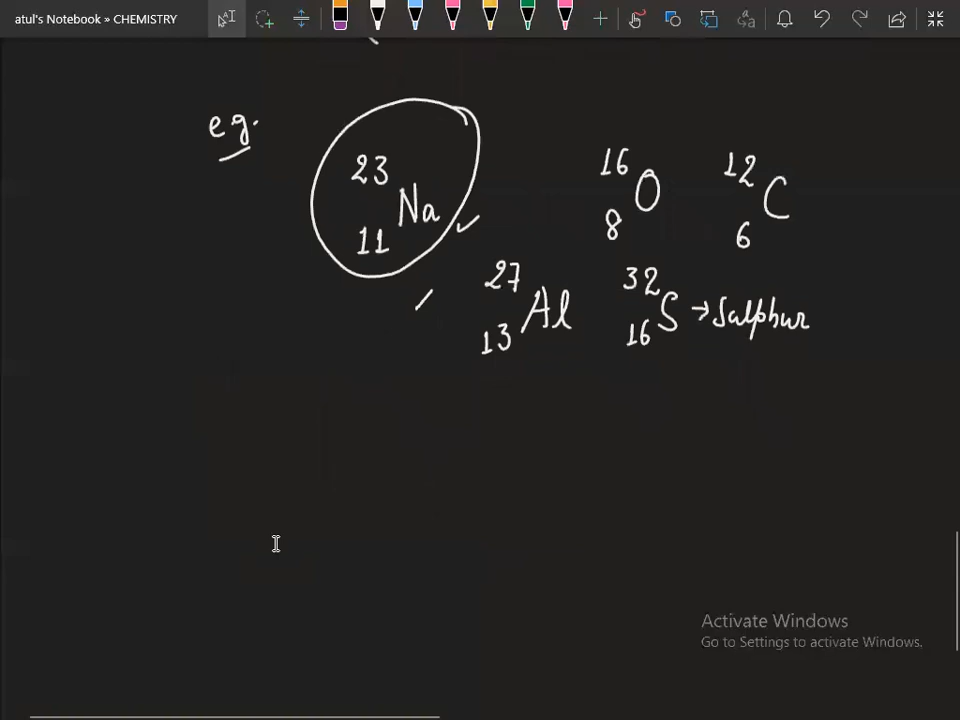 atul's Notebook » CHEMISTRY
eg.
23
11 Na
16
8 O
12
6 C
27
13 Al
32
16 S → Sulphur
Activate Windows
Go to Settings to activate Windows.